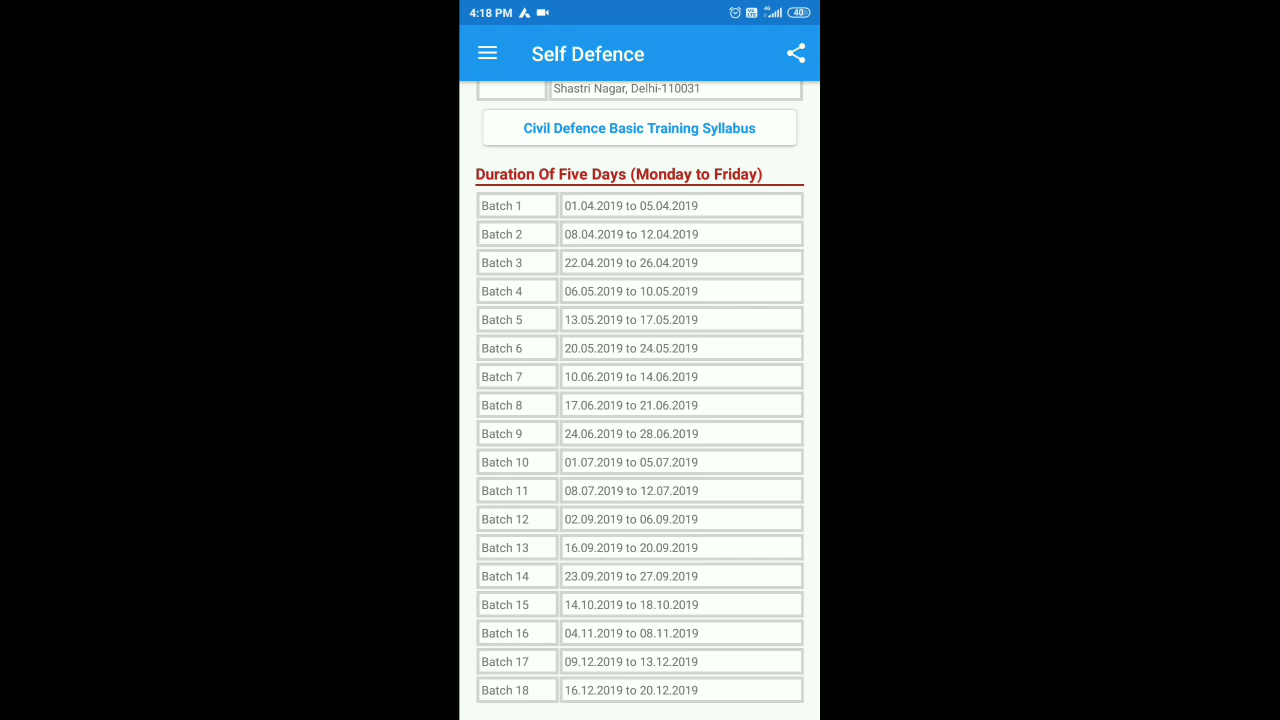 4:18 PM 4G 40
Self Defence
Shastri Nagar, Delhi-110031
Civil Defence Basic Training Syllabus
Duration Of Five Days (Monday to Friday)
Batch 1 01.04.2019 to 05.04.2019
Batch 2 08.04.2019 to 12.04.2019
Batch 3 22.04.2019 to 26.04.2019
Batch 4 06.05.2019 to 10.05.2019
Batch 5 13.05.2019 to 17.05.2019
Batch 6 20.05.2019 to 24.05.2019
Batch 7 10.06.2019 to 14.06.2019
Batch 8 17.06.2019 to 21.06.2019
Batch 9 24.06.2019 to 28.06.2019
Batch 10 01.07.2019 to 05.07.2019
Batch 11 08.07.2019 to 12.07.2019
Batch 12 02.09.2019 to 06.09.2019
Batch 13 16.09.2019 to 20.09.2019
Batch 14 23.09.2019 to 27.09.2019
Batch 15 14.10.2019 to 18.10.2019
Batch 16 04.11.2019 to 08.11.2019
Batch 17 09.12.2019 to 13.12.2019
Batch 18 16.12.2019 to 20.12.2019